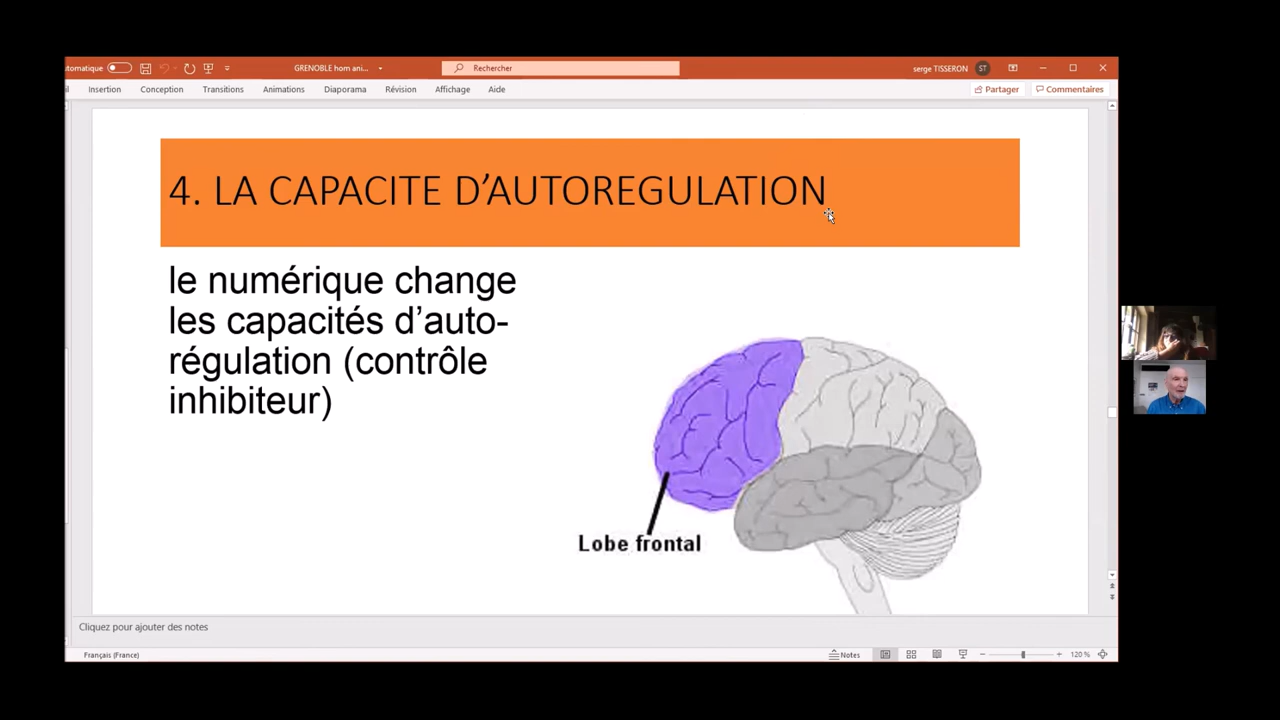 tomatique
GRENOBLE hom ani...
Rechercher
serge TISSERON
ST
Insertion
Conception
Transitions
Animations
Diaporama
Révision
Affichage
Aide
Partager
Commentaires
4. LA CAPACITE D’AUTOREGULATION
le numérique change
les capacités d’auto-
régulation (contrôle
inhibiteur)
Lobe frontal
Cliquez pour ajouter des notes
Français (France)
Notes
120 %